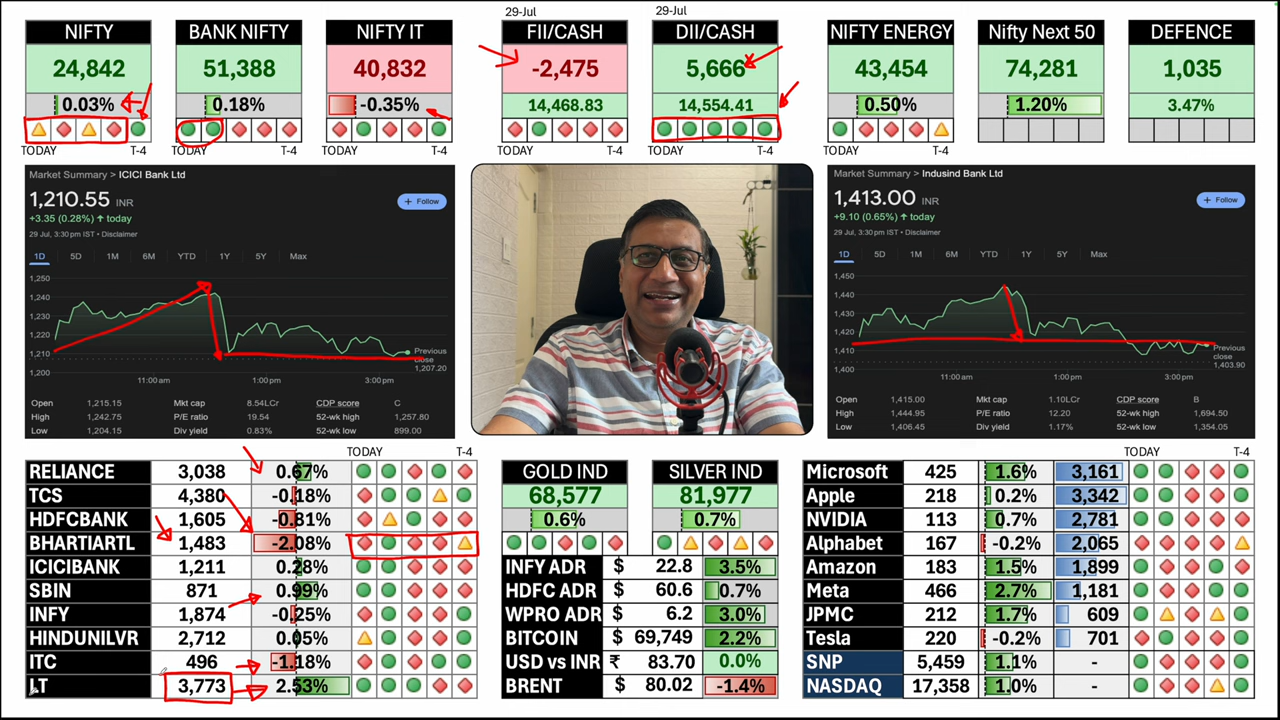 29-Jul
29-Jul
NIFTY
BANK NIFTY
NIFTY IT
FII/CASH
DII/CASH
NIFTY ENERGY
Nifty Next 50
DEFENCE
24,842
51,388
40,832
-2,475
5,666
43,454
74,281
1,035
0.03%
0.18%
-0.35%
14,468.83
14,554.41
0.50%
1.20%
3.47%
TODAY T-4
TODAY T-4
TODAY T-4
TODAY T-4
TODAY T-4
TODAY T-4
Market Summary > ICICI Bank Ltd
1,210.55 INR
+ Follow
+3.35 (0.28%) ↑ today
29 Jul, 3:30 pm IST • Disclaimer
1D 5D 1M 6M YTD 1Y 5Y Max
1,250
1,240
1,230
1,220
1,210
1,200
Previous
close
1,207.20
11:00 am 1:00 pm 3:00 pm
Open 1,215.15 Mkt cap 8.54LCr CDP score C
High 1,242.75 P/E ratio 19.54 52-wk high 1,257.80
Low 1,204.15 Div yield 0.83% 52-wk low 899.00
Market Summary > Indusind Bank Ltd
1,413.00 INR
+ Follow
+9.10 (0.65%) ↑ today
29 Jul, 3:30 pm IST • Disclaimer
1D 5D 1M 6M YTD 1Y 5Y Max
1,450
1,440
1,430
1,420
1,410
1,400
Previous
close
1,403.90
11:00 am 1:00 pm 3:00 pm
Open 1,415.00 Mkt cap 1.10LCr CDP score B
High 1,444.95 P/E ratio 12.20 52-wk high 1,694.50
Low 1,406.45 Div yield 1.17% 52-wk low 1,354.05
TODAY T-4
RELIANCE 3,038 0.67%
TCS 4,380 -0.18%
HDFCBANK 1,605 -0.81%
BHARTIARTL 1,483 -2.08%
ICICIBANK 1,211 0.28%
SBIN 871 0.99%
INFY 1,874 -0.25%
HINDUNILVR 2,712 0.05%
ITC 496 -1.18%
LT 3,773 2.53%
GOLD IND
SILVER IND
68,577
81,977
0.6%
0.7%
INFY ADR $ 22.8 3.5%
HDFC ADR $ 60.6 0.7%
WPRO ADR $ 6.2 3.0%
BITCOIN $ 69,749 2.2%
USD vs INR ₹ 83.70 0.0%
BRENT $ 80.02 -1.4%
TODAY T-4
Microsoft 425 1.6% 3,161
Apple 218 0.2% 3,342
NVIDIA 113 0.7% 2,781
Alphabet 167 -0.2% 2,065
Amazon 183 1.5% 1,899
Meta 466 2.7% 1,181
JPMC 212 1.7% 609
Tesla 220 -0.2% 701
SNP 5,459 1.1% -
NASDAQ 17,358 1.0% -